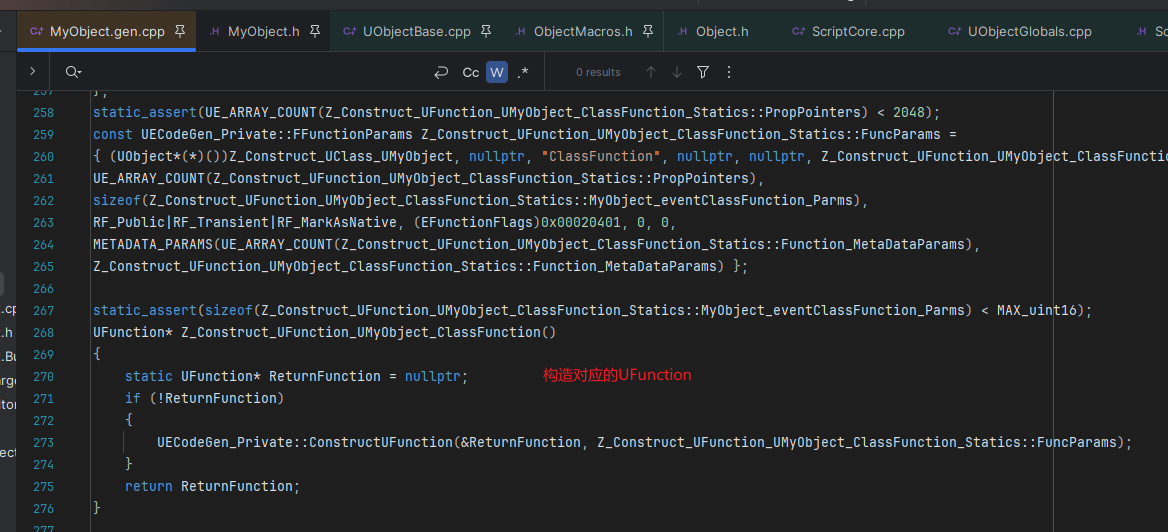 MyObject.gen.cpp MyObject.h UObjectBase.cpp ObjectMacros.h Object.h ScriptCore.cpp UObjectGlobals.cpp Sc
Cc W .* 0 results
257 };
258 static_assert(UE_ARRAY_COUNT(Z_Construct_UFunction_UMyObject_ClassFunction_Statics::PropPointers) < 2048);
259 const UECodeGen_Private::FFunctionParams Z_Construct_UFunction_UMyObject_ClassFunction_Statics::FuncParams =
260 { (UObject*(*)())Z_Construct_UClass_UMyObject, nullptr, "ClassFunction", nullptr, nullptr, Z_Construct_UFunction_UMyObject_ClassFunctio
261 UE_ARRAY_COUNT(Z_Construct_UFunction_UMyObject_ClassFunction_Statics::PropPointers),
262 sizeof(Z_Construct_UFunction_UMyObject_ClassFunction_Statics::MyObject_eventClassFunction_Parms),
263 RF_Public|RF_Transient|RF_MarkAsNative, (EFunctionFlags)0x00020401, 0, 0,
264 METADATA_PARAMS(UE_ARRAY_COUNT(Z_Construct_UFunction_UMyObject_ClassFunction_Statics::Function_MetaDataParams),
265 Z_Construct_UFunction_UMyObject_ClassFunction_Statics::Function_MetaDataParams) };
266
.cp 267 static_assert(sizeof(Z_Construct_UFunction_UMyObject_ClassFunction_Statics::MyObject_eventClassFunction_Parms) < MAX_uint16);
.h 268 UFunction* Z_Construct_UFunction_UMyObject_ClassFunction()
.Bu 269 {
arge 270 static UFunction* ReturnFunction = nullptr; 构造对应的UFunction
itor 271 if (!ReturnFunction)
272 {
273 UECodeGen_Private::ConstructUFunction(&ReturnFunction, Z_Construct_UFunction_UMyObject_ClassFunction_Statics::FuncParams);
ect 274 }
275 return ReturnFunction;
276 }
277